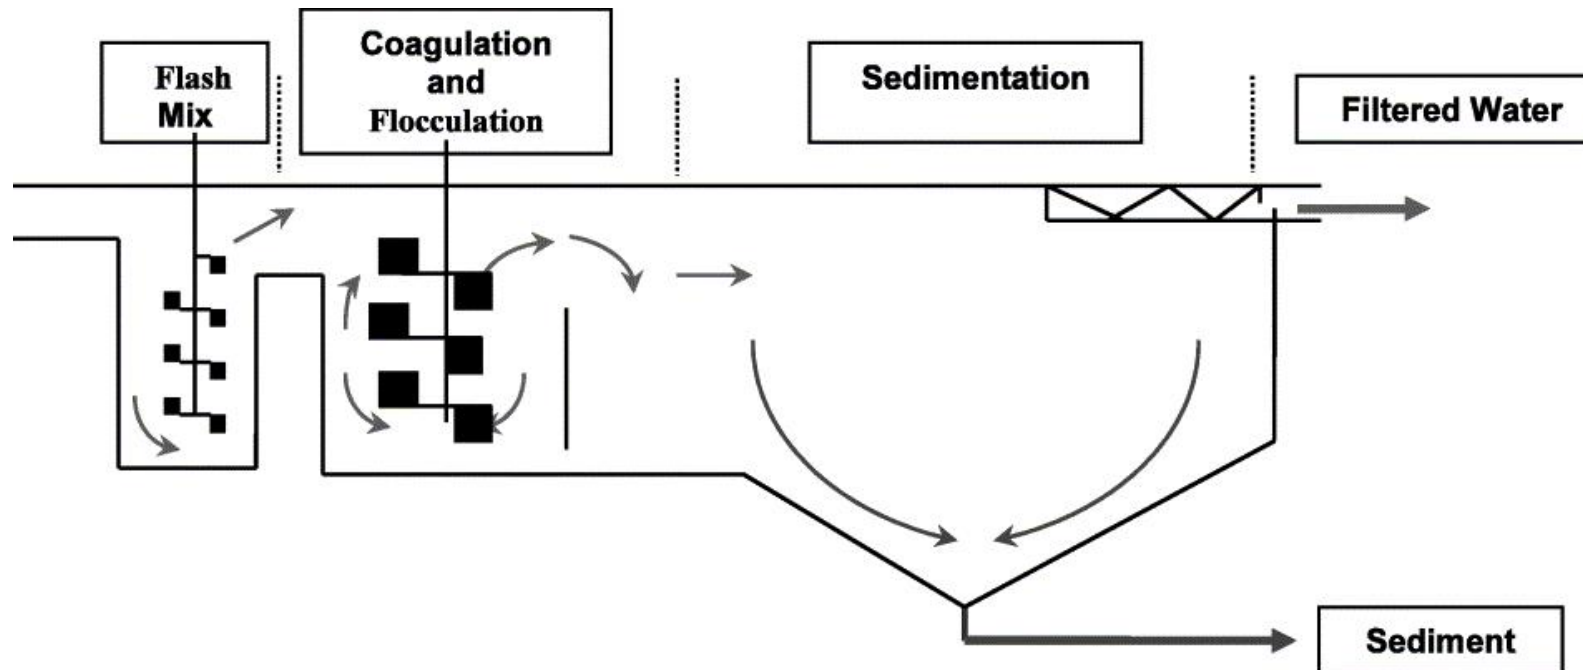 Flash
Mix
Coagulation
and
Flocculation
Sedimentation
Filtered Water
Sediment